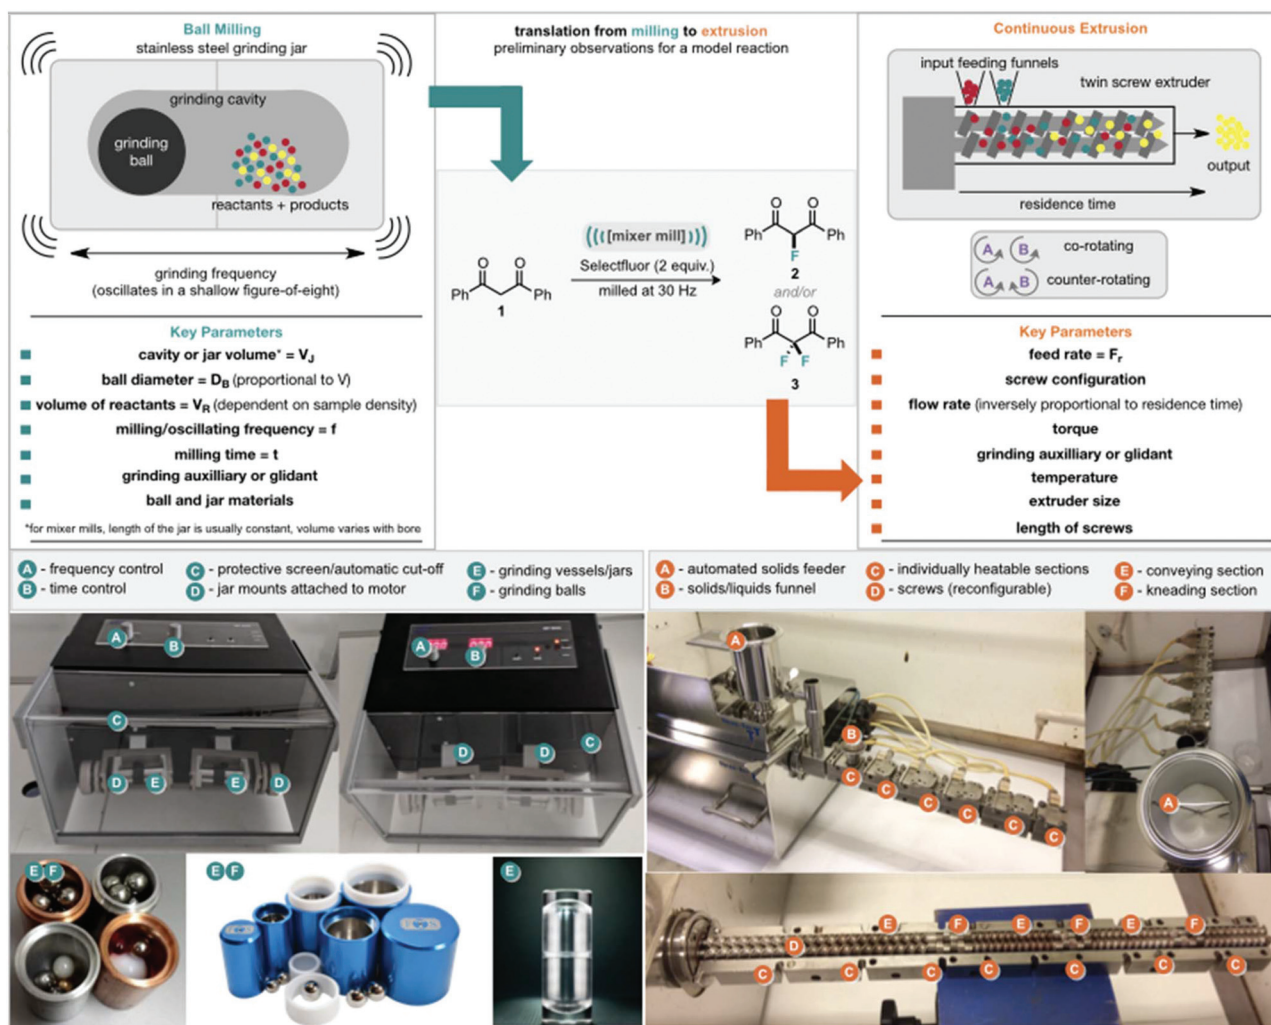 Ball Milling
stainless steel grinding jar
grinding cavity
grinding
ball
reactants + products
grinding frequency
(oscillates in a shallow figure-of-eight)
Key Parameters
cavity or jar volume* = VJ
ball diameter = DB (proportional to V)
volume of reactants = VR (dependent on sample density)
milling/oscillating frequency = f
milling time = t
grinding auxilliary or glidant
ball and jar materials
*for mixer mills, length of the jar is usually constant, volume varies with bore
translation from milling to extrusion
preliminary observations for a model reaction
O O
Ph Ph
1
((([mixer mill])))
Selectfluor (2 equiv.)
milled at 30 Hz
O O
Ph Ph
F
2
and/or
O O
Ph Ph
F F
3
Continuous Extrusion
input feeding funnels
twin screw extruder
output
residence time
A B co-rotating
A B counter-rotating
Key Parameters
feed rate = Fr
screw configuration
flow rate (inversely proportional to residence time)
torque
grinding auxilliary or glidant
temperature
extruder size
length of screws
A - frequency control
B - time control
C - protective screen/automatic cut-off
D - jar mounts attached to motor
E - grinding vessels/jars
F - grinding balls
A - automated solids feeder
B - solids/liquids funnel
C - individually heatable sections
D - screws (reconfigurable)
E - conveying section
F - kneading section
A B
C
D E E D
A B
D D C
E F
E F
E
A
B
C C C C C C
A
E F E F E F
D
C C C C C C C